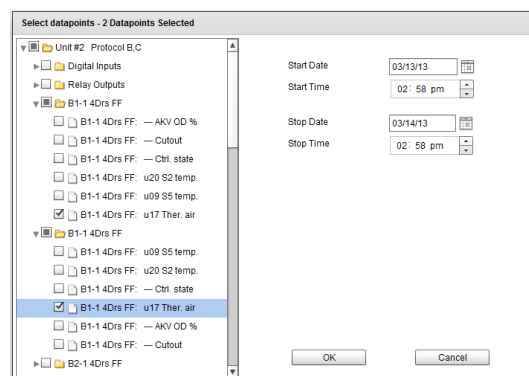 Select datapoints - 2 Datapoints Selected
Unit #2 Protocol B,C
Digital Inputs
Relay Outputs
B1-1 4Drs FF
B1-1 4Drs FF: --- AKV OD %
B1-1 4Drs FF: --- Cutout
B1-1 4Drs FF: --- Ctrl. state
B1-1 4Drs FF: u20 S2 temp.
B1-1 4Drs FF: u09 S5 temp.
B1-1 4Drs FF: u17 Ther. air
B1-1 4Drs FF
B1-1 4Drs FF: u09 S5 temp.
B1-1 4Drs FF: u20 S2 temp.
B1-1 4Drs FF: --- Ctrl. state
B1-1 4Drs FF: u17 Ther. air
B1-1 4Drs FF: --- AKV OD %
B1-1 4Drs FF: --- Cutout
B2-1 4Drs FF
Start Date 03/13/13
Start Time 02: 58 pm
Stop Date 03/14/13
Stop Time 02: 58 pm
OK Cancel